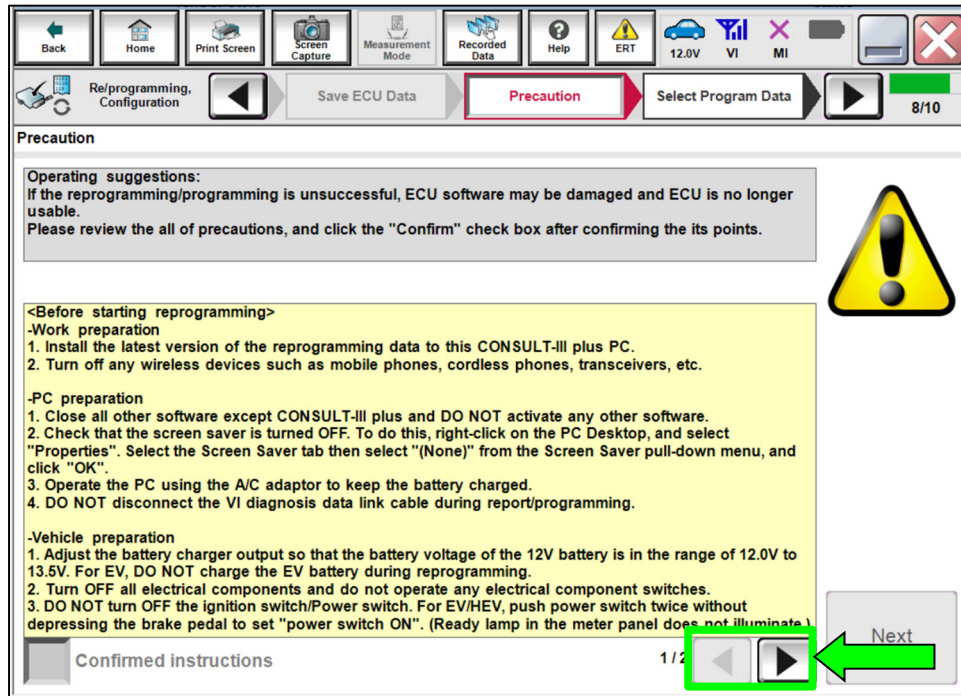 Back
Home
Print Screen
Screen
Capture
Measurement
Mode
Recorded
Data
Help
ERT
12.0V
VI
MI
Re/programming,
Configuration
Save ECU Data
Precaution
Select Program Data
8/10
Precaution
Operating suggestions:
If the reprogramming/programming is unsuccessful, ECU software may be damaged and ECU is no longer
usable.
Please review the all of precautions, and click the "Confirm" check box after confirming the its points.
<Before starting reprogramming>
-Work preparation
1. Install the latest version of the reprogramming data to this CONSULT-III plus PC.
2. Turn off any wireless devices such as mobile phones, cordless phones, transceivers, etc.
-PC preparation
1. Close all other software except CONSULT-III plus and DO NOT activate any other software.
2. Check that the screen saver is turned OFF. To do this, right-click on the PC Desktop, and select
"Properties". Select the Screen Saver tab then select "(None)" from the Screen Saver pull-down menu, and
click "OK".
3. Operate the PC using the A/C adaptor to keep the battery charged.
4. DO NOT disconnect the VI diagnosis data link cable during report/programming.
-Vehicle preparation
1. Adjust the battery charger output so that the battery voltage of the 12V battery is in the range of 12.0V to
13.5V. For EV, DO NOT charge the EV battery during reprogramming.
2. Turn OFF all electrical components and do not operate any electrical component switches.
3. DO NOT turn OFF the ignition switch/Power switch. For EV/HEV, push power switch twice without
depressing the brake pedal to set "power switch ON". (Ready lamp in the meter panel does not illuminate.)
Confirmed instructions
1/2
Next